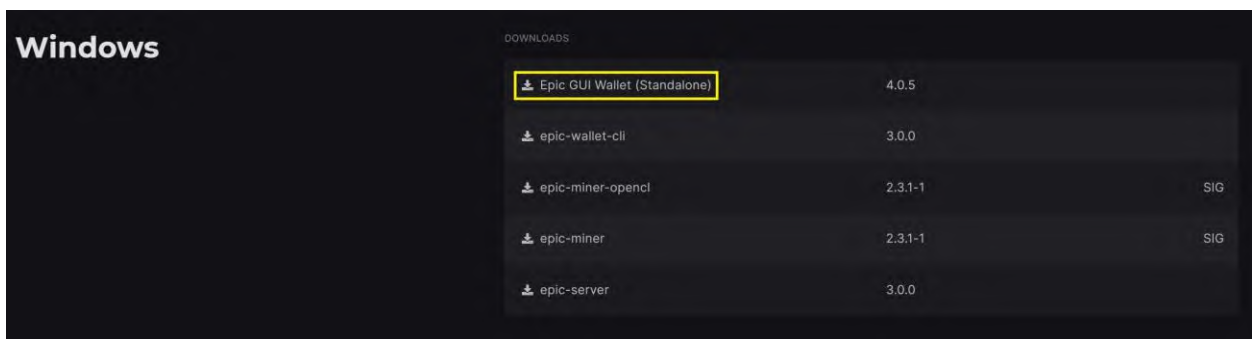 Windows
DOWNLOADS
Epic GUI Wallet (Standalone) 4.0.5
epic-wallet-cli 3.0.0
epic-miner-opencl 2.3.1-1 SIG
epic-miner 2.3.1-1 SIG
epic-server 3.0.0